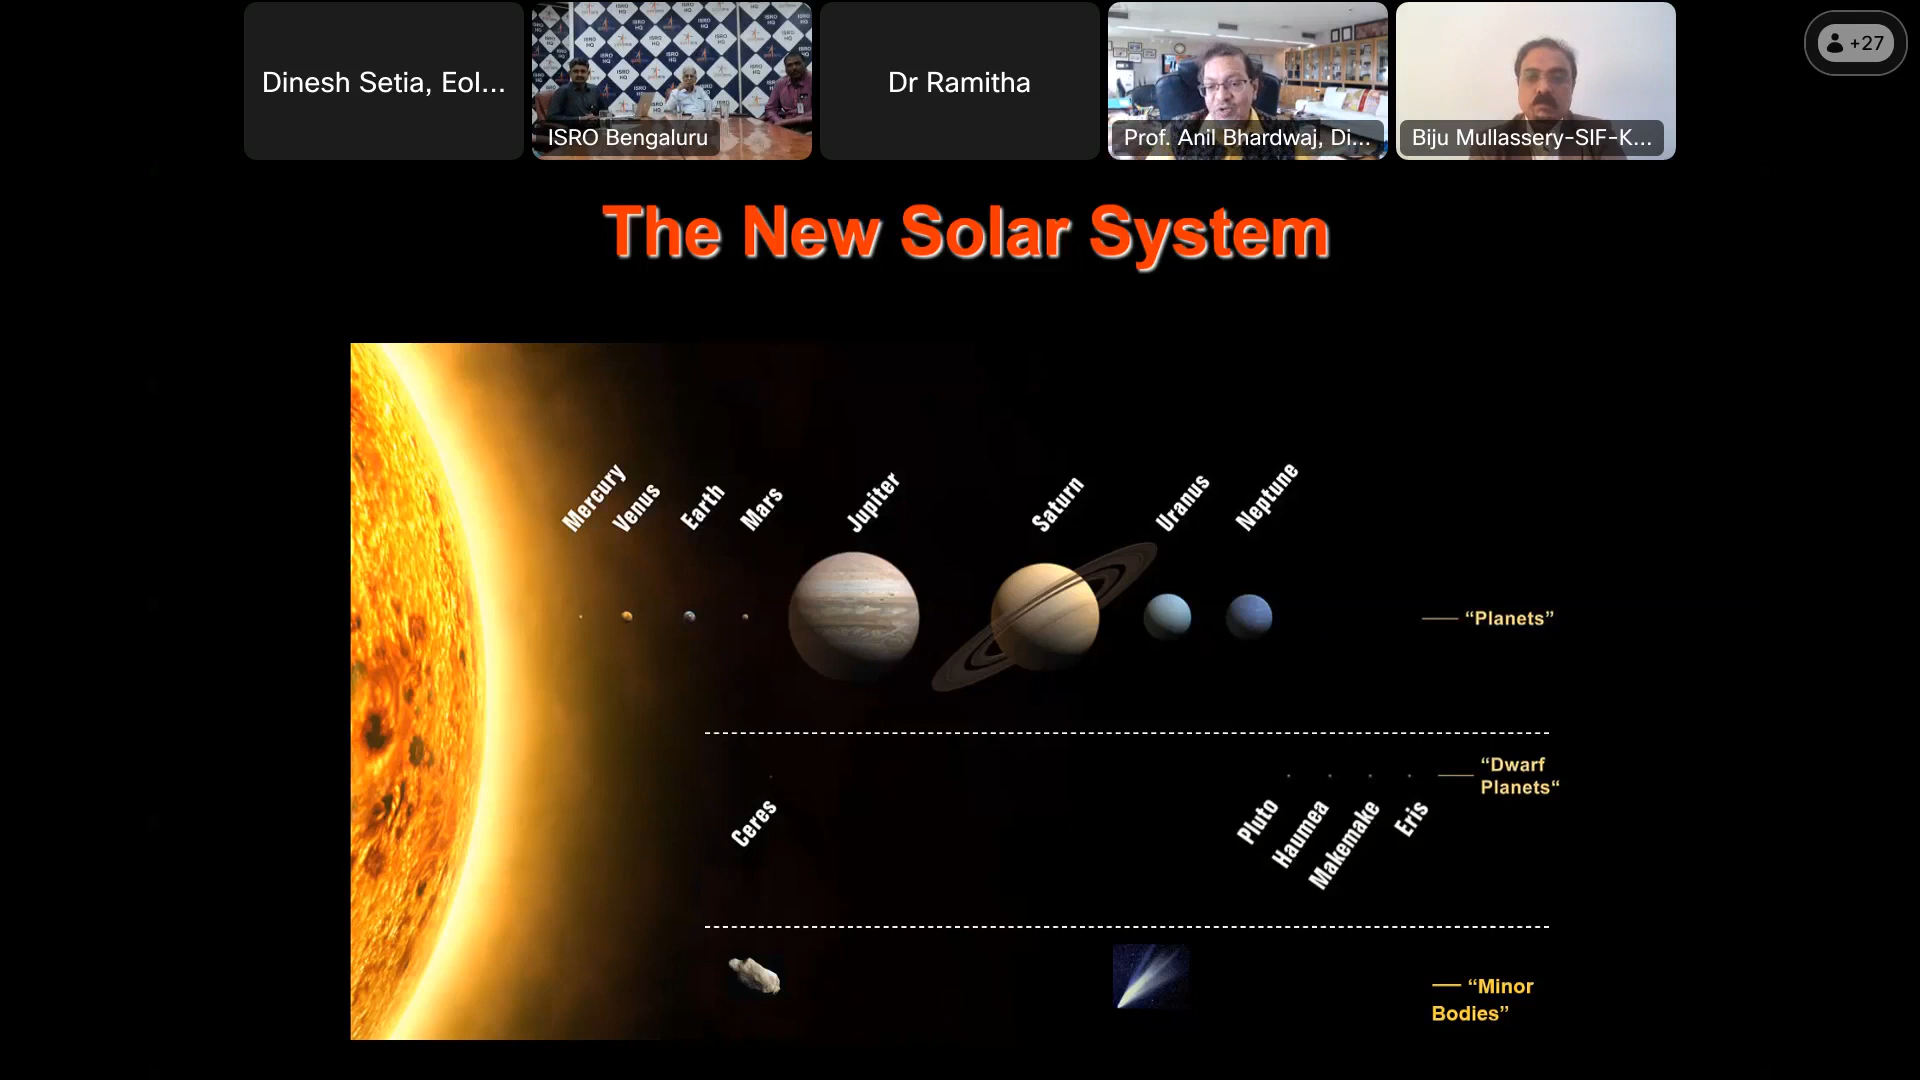 Dinesh Setia, Eol...
ISRO Bengaluru
Dr Ramitha
Prof. Anil Bhardwaj, Di...
Biju Mullassery-SIF-K...
+27
The New Solar System
Mercury
Venus
Earth
Mars
Jupiter
Saturn
Uranus
Neptune
“Planets”
Ceres
Pluto
Haumea
Makemake
Eris
“Dwarf
Planets“
“Minor
Bodies”